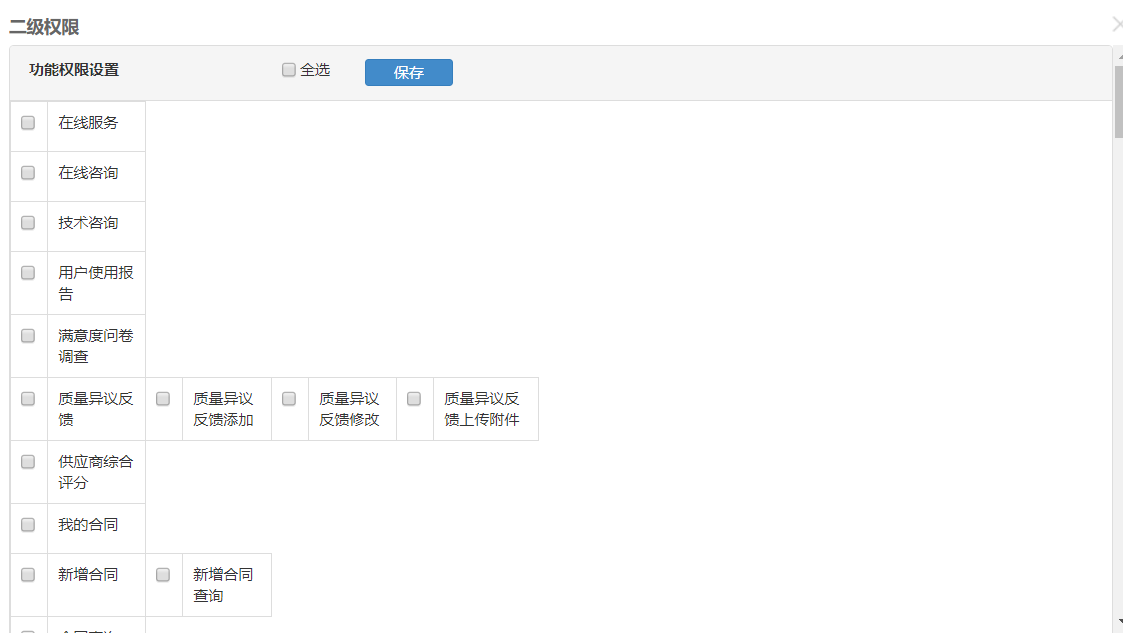 二级权限
功能权限设置 全选 保存
在线服务
在线咨询
技术咨询
用户使用报
告
满意度问卷
调查
质量异议反
馈
质量异议
反馈添加
质量异议
反馈修改
质量异议反
馈上传附件
供应商综合
评分
我的合同
新增合同
新增合同
查询